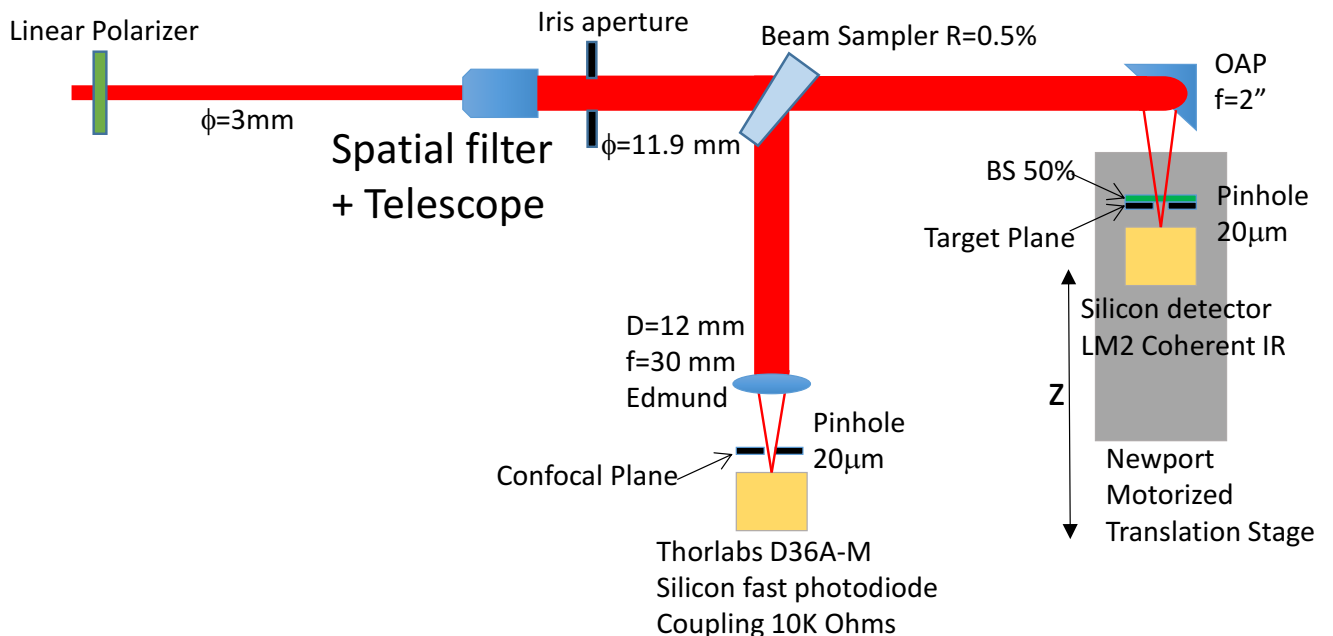 Linear Polarizer
ϕ=3mm
Spatial filter
+ Telescope
Iris aperture
ϕ=11.9 mm
Beam Sampler R=0.5%
OAP
f=2”
BS 50%
Target Plane
Pinhole
20μm
Silicon detector
LM2 Coherent IR
Z
Newport
Motorized
Translation Stage
D=12 mm
f=30 mm
Edmund
Pinhole
20μm
Confocal Plane
Thorlabs D36A-M
Silicon fast photodiode
Coupling 10K Ohms